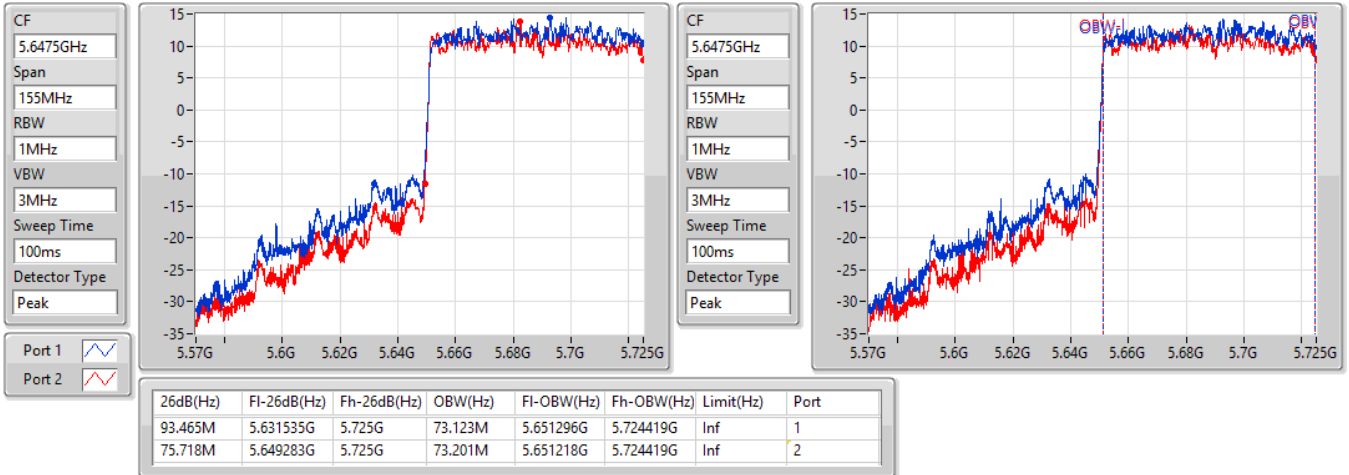 CF
5.6475GHz
Span
155MHz
RBW
1MHz
VBW
3MHz
Sweep Time
100ms
Detector Type
Peak
Port 1
Port 2
15-
10-
5-
0-
-5-
-10-
-15-
-20-
-25-
-30-
-35-
5.57G 5.6G 5.62G 5.64G 5.66G 5.68G 5.7G 5.725G
CF
5.6475GHz
Span
155MHz
RBW
1MHz
VBW
3MHz
Sweep Time
100ms
Detector Type
Peak
15-
10-
5-
0-
-5-
-10-
-15-
-20-
-25-
-30-
-35-
OBW-l OBW
5.57G 5.6G 5.62G 5.64G 5.66G 5.68G 5.7G 5.725G
26dB(Hz) Fl-26dB(Hz) Fh-26dB(Hz) OBW(Hz) Fl-OBW(Hz) Fh-OBW(Hz) Limit(Hz) Port
93.465M 5.631535G 5.725G 73.123M 5.651296G 5.724419G Inf 1
75.718M 5.649283G 5.725G 73.201M 5.651218G 5.724419G Inf 2